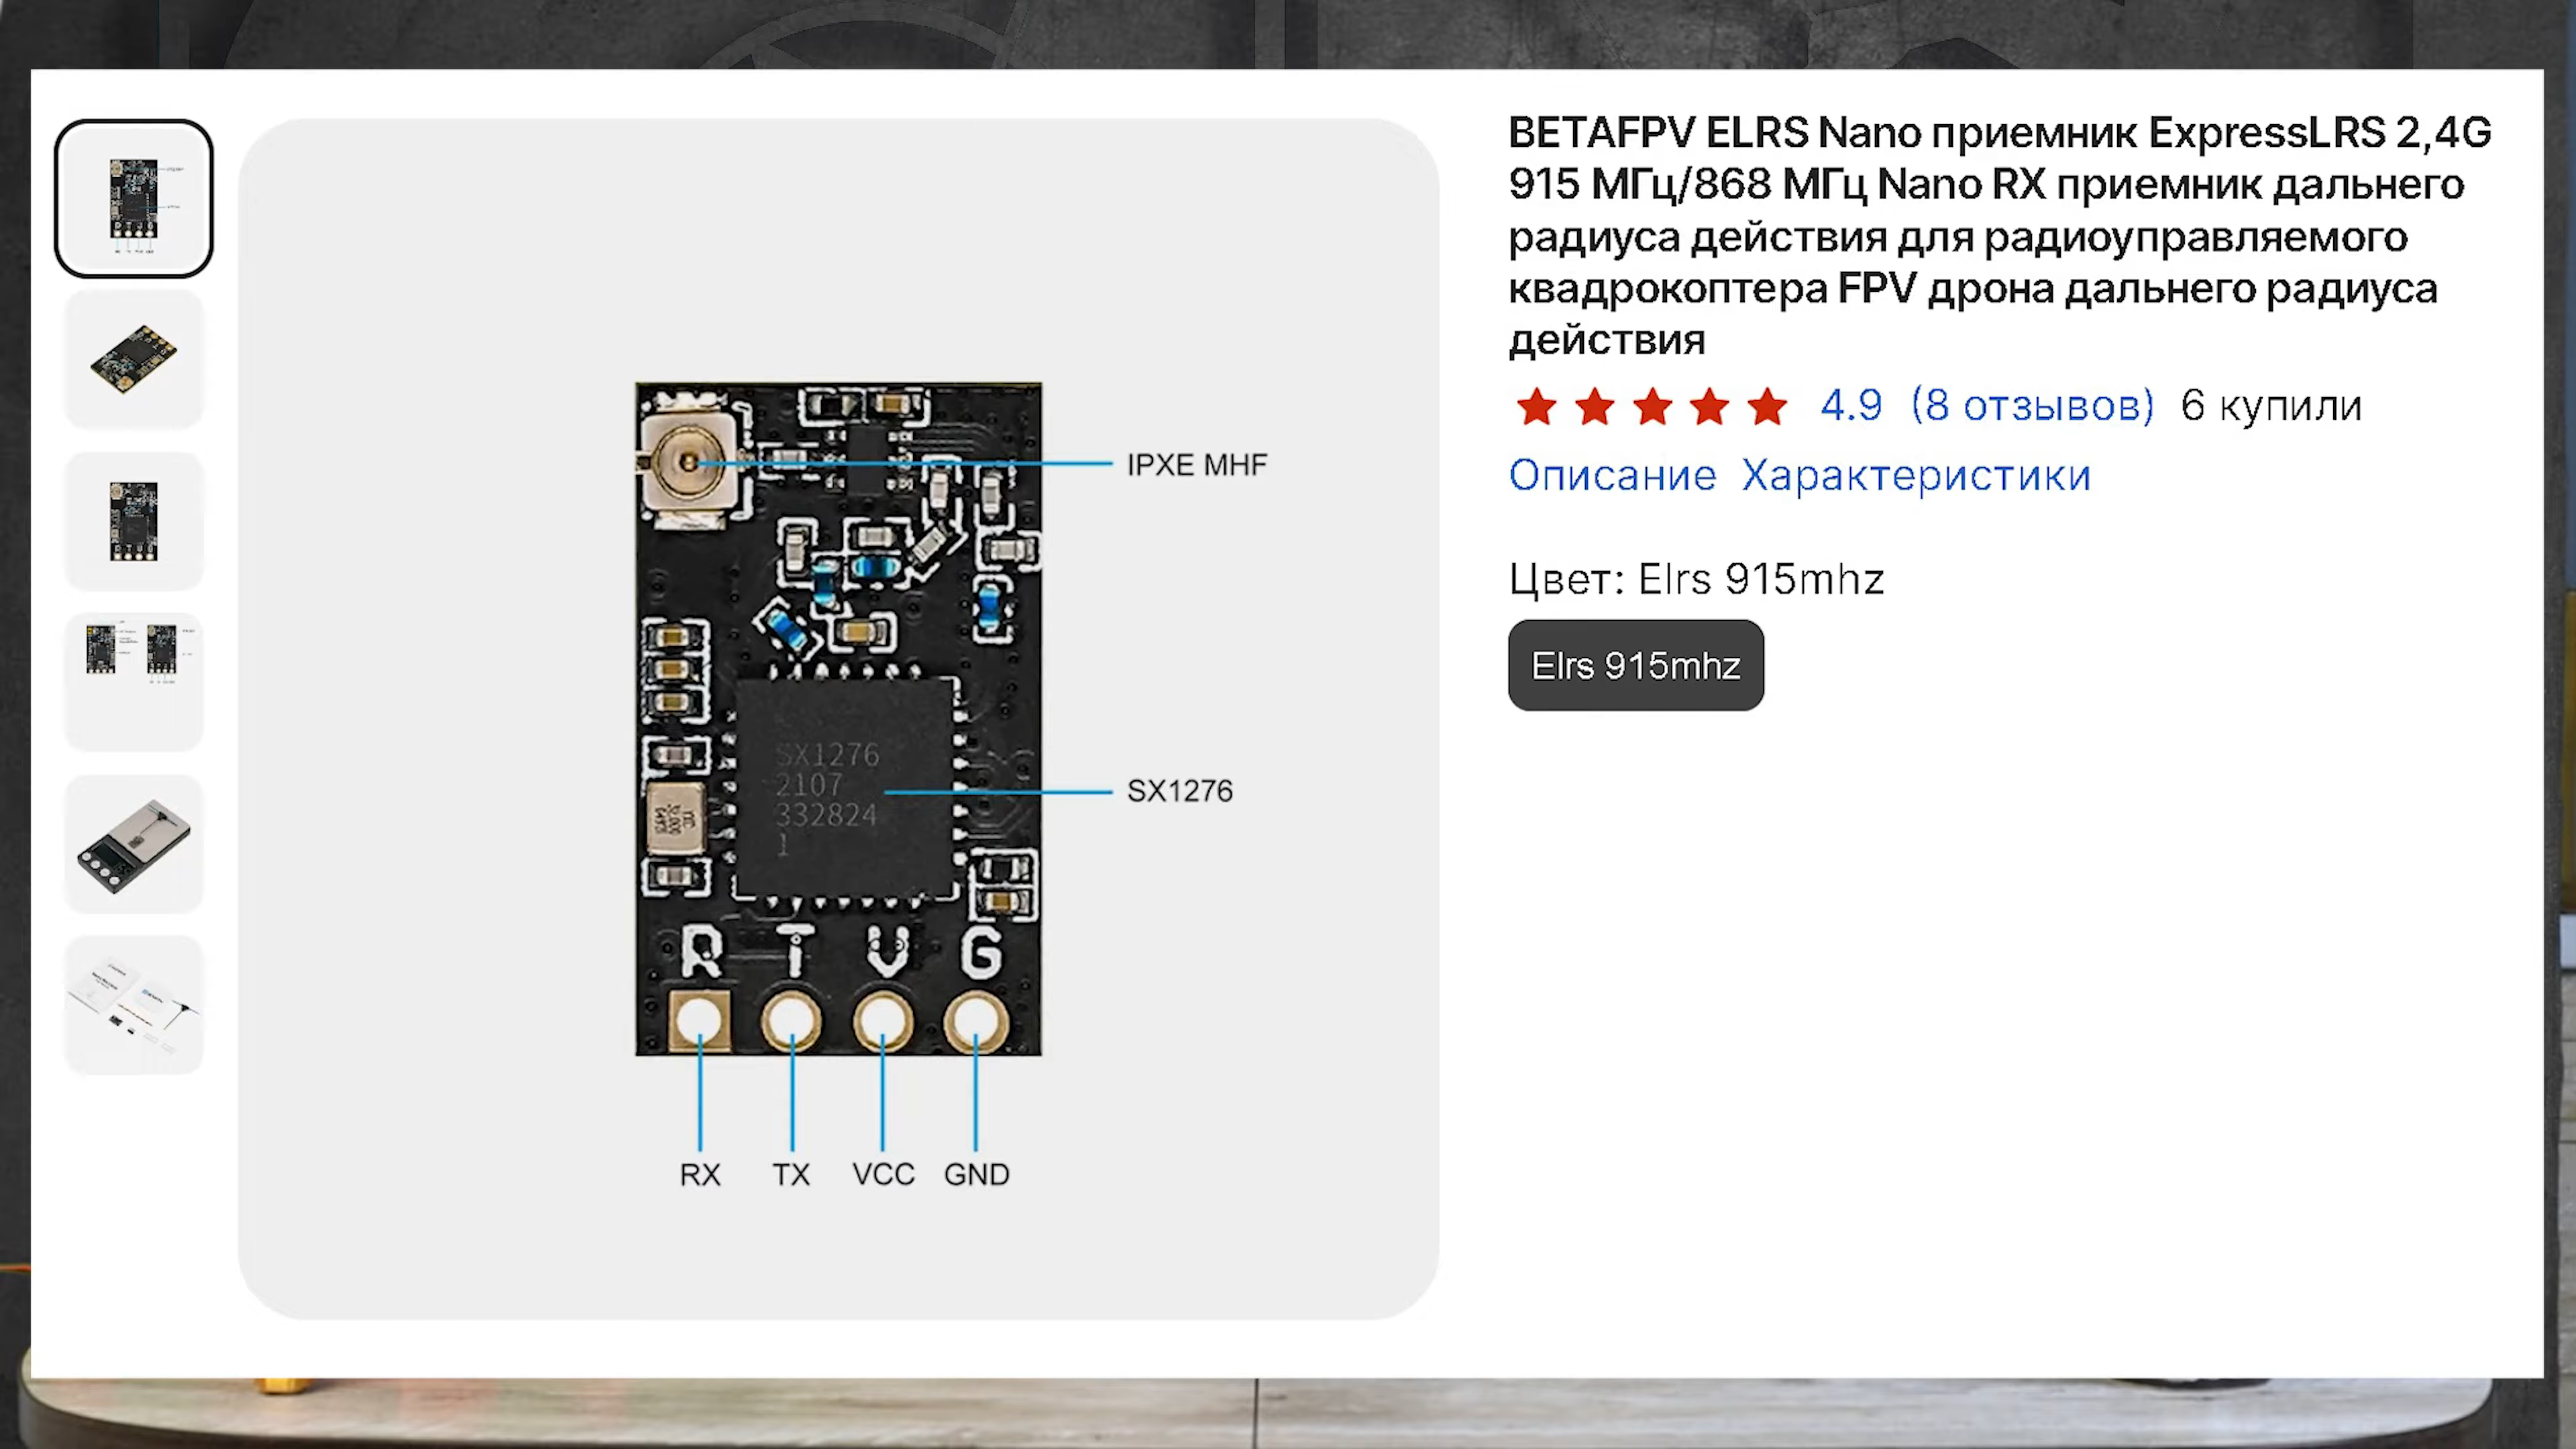 BETAFPV ELRS Nano приемник ExpressLRS 2,4G
915 МГц/868 МГц Nano RX приемник дальнего
радиуса действия для радиоуправляемого
квадрокоптера FPV дрона дальнего радиуса
действия
4.9 (8 отзывов) 6 купили
Описание Характеристики
Цвет: Elrs 915mhz
Elrs 915mhz
IPXE MHF
SX1276
2107
332824
1
SX1276
R T V G
RX TX VCC GND